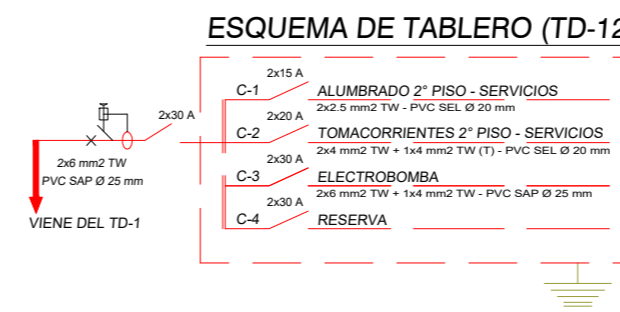 ESQUEMA DE TABLERO (TD-12
2x15 A
C-1 ALUMBRADO 2° PISO - SERVICIOS
2x2.5 mm2 TW - PVC SEL Ø 20 mm
2x30 A
2x20 A
C-2 TOMACORRIENTES 2° PISO - SERVICIOS
2x4 mm2 TW + 1x4 mm2 TW (T) - PVC SEL Ø 20 mm
2x6 mm2 TW
PVC SAP Ø 25 mm
2x30 A
C-3 ELECTROBOMBA
2x6 mm2 TW + 1x4 mm2 TW - PVC SAP Ø 25 mm
2x30 A
C-4 RESERVA
VIENE DEL TD-1